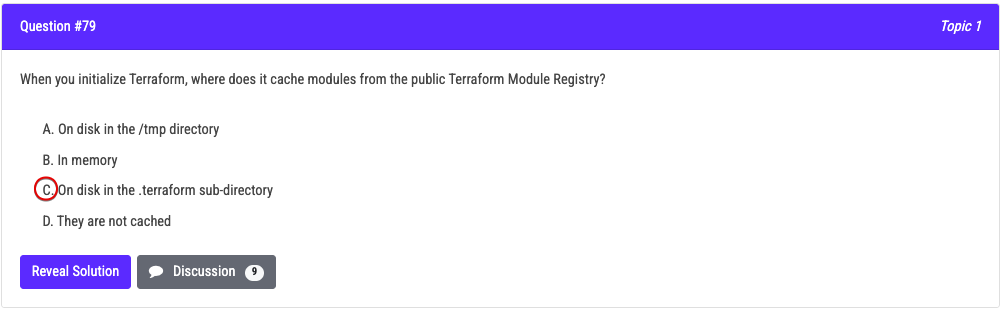 Question #79
Topic 1
When you initialize Terraform, where does it cache modules from the public Terraform Module Registry?
A. On disk in the /tmp directory
B. In memory
C. On disk in the .terraform sub-directory
D. They are not cached
Reveal Solution
Discussion 9